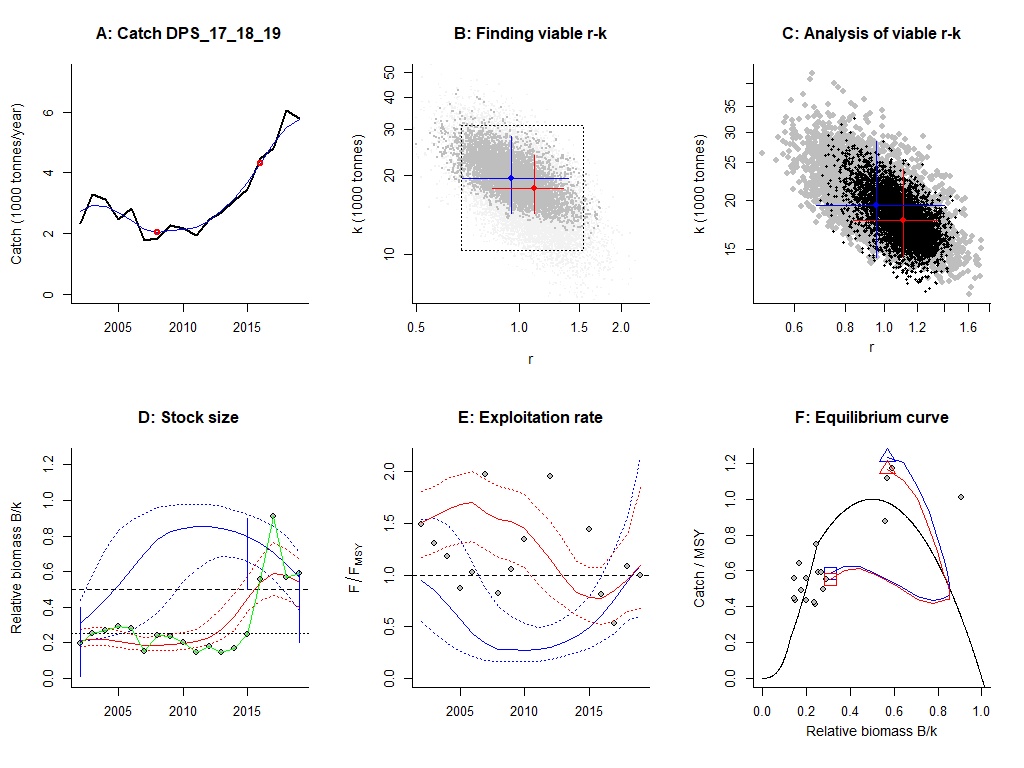 A: Catch DPS_17_18_19
B: Finding viable r-k
C: Analysis of viable r-k
Catch (1000 tonnes/year)
0 2 4 6
2005 2010 2015
k (1000 tonnes)
10 20 30 40 50
0.5 1.0 1.5 2.0
r
k (1000 tonnes)
15 20 25 30 35
0.6 0.8 1.0 1.2 1.6
r
D: Stock size
E: Exploitation rate
F: Equilibrium curve
Relative biomass B/k
0.0 0.2 0.4 0.6 0.8 1.0 1.2
2005 2010 2015
F / FMSY
0.0 0.5 1.0 1.5 2.0
2005 2010 2015
Catch / MSY
0.0 0.2 0.4 0.6 0.8 1.0 1.2
0.0 0.2 0.4 0.6 0.8 1.0
Relative biomass B/k